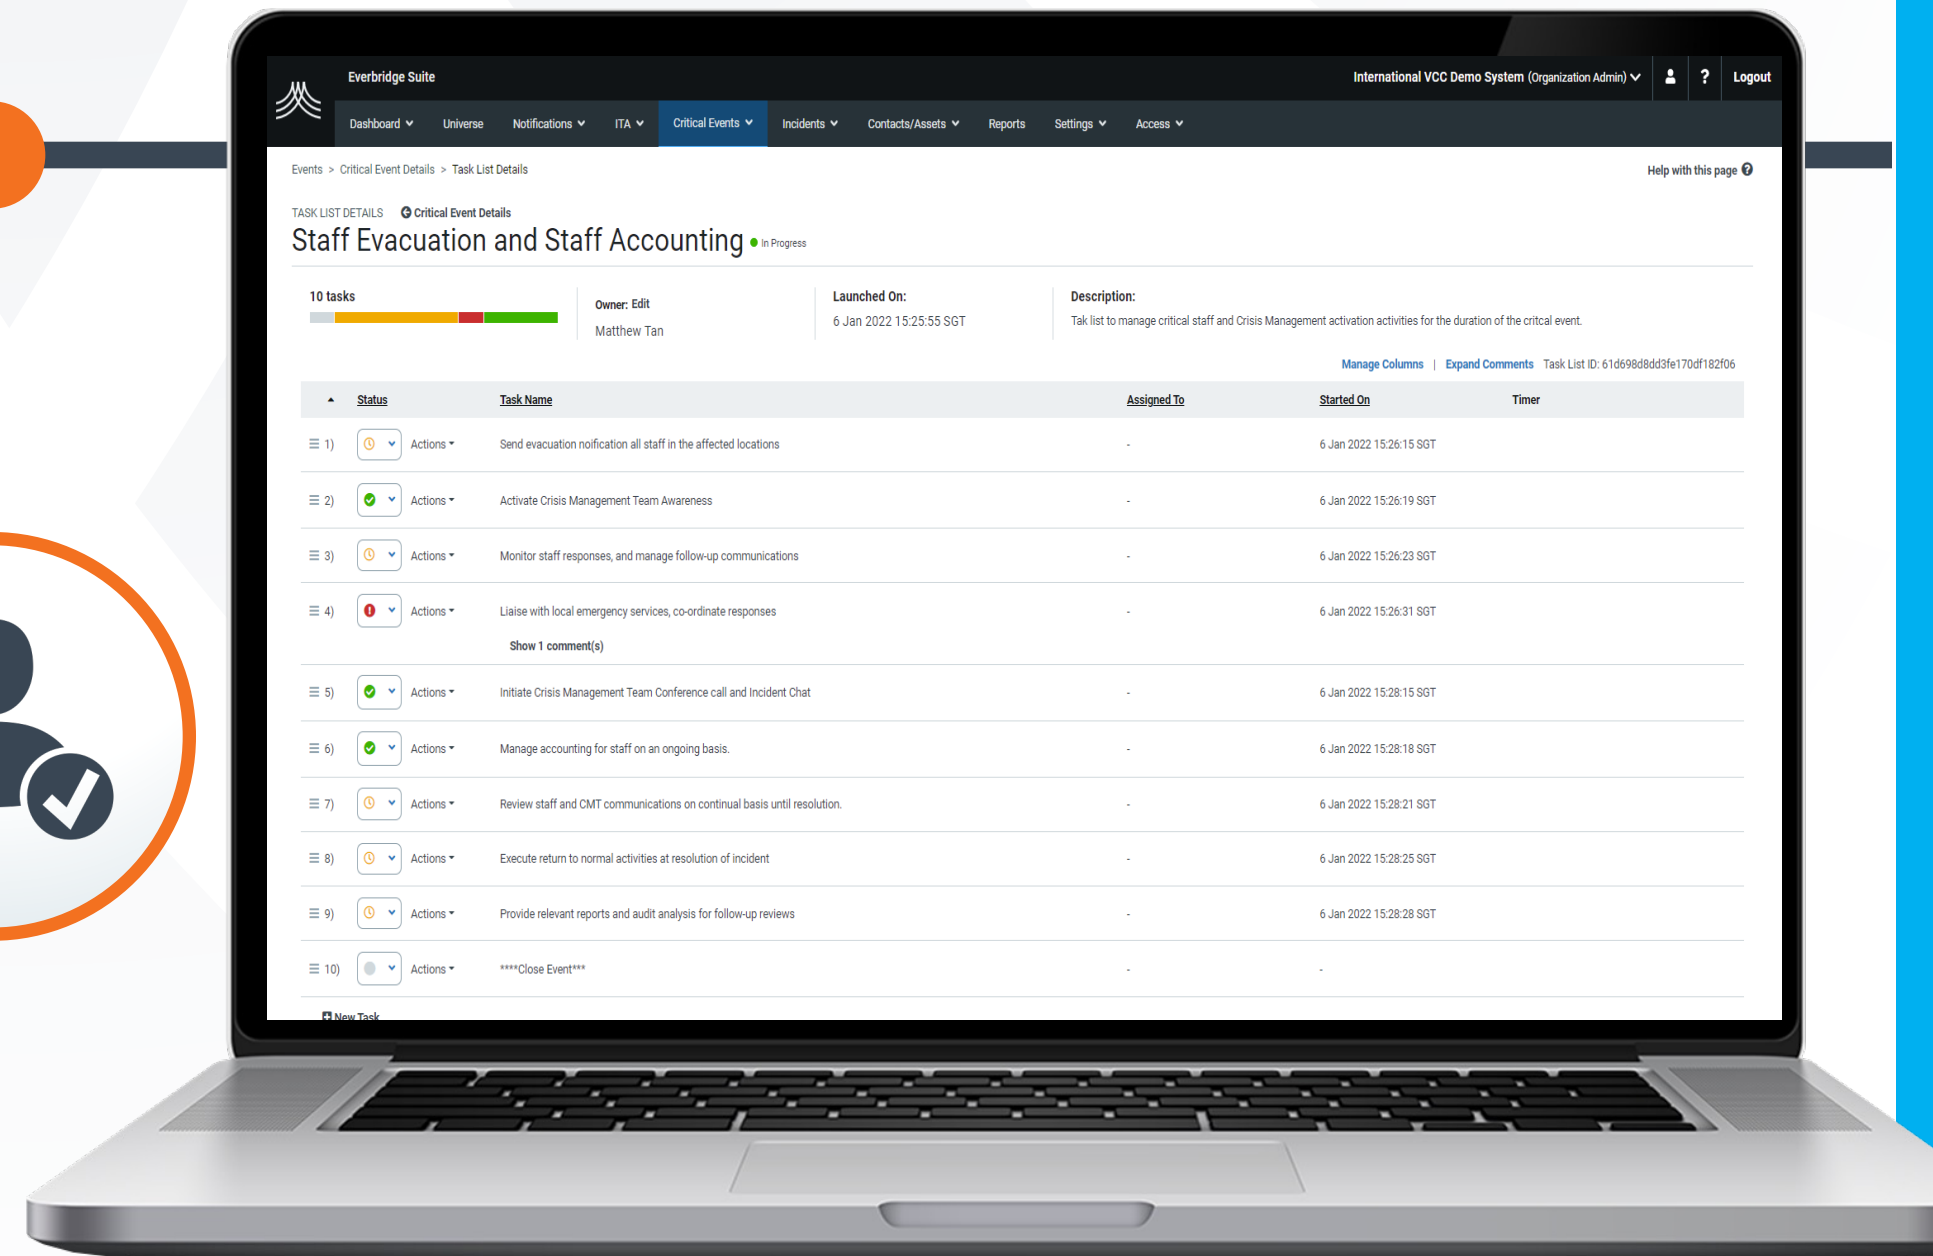 Everbridge Suite
International VCC Demo System (Organization Admin)
?
Logout
Dashboard Universe Notifications ITA Critical Events Incidents Contacts/Assets Reports Settings Access
Events > Critical Event Details > Task List Details
Help with this page ?
TASK LIST DETAILS Critical Event Details
Staff Evacuation and Staff Accounting In Progress
10 tasks
Owner: Edit
Matthew Tan
Launched On:
6 Jan 2022 15:25:55 SGT
Description:
Tak list to manage critical staff and Crisis Management activation activities for the duration of the critcal event.
Manage Columns | Expand Comments Task List ID: 61d698d8dd3fe170df182f06
Status Task Name Assigned To Started On Timer
1) Actions Send evacuation noification all staff in the affected locations - 6 Jan 2022 15:26:15 SGT
2) Actions Activate Crisis Management Team Awareness - 6 Jan 2022 15:26:19 SGT
3) Actions Monitor staff responses, and manage follow-up communications - 6 Jan 2022 15:26:23 SGT
4) Actions Liaise with local emergency services, co-ordinate responses - 6 Jan 2022 15:26:31 SGT
Show 1 comment(s)
5) Actions Initiate Crisis Management Team Conference call and Incident Chat - 6 Jan 2022 15:28:15 SGT
6) Actions Manage accounting for staff on an ongoing basis. - 6 Jan 2022 15:28:18 SGT
7) Actions Review staff and CMT communications on continual basis until resolution. - 6 Jan 2022 15:28:21 SGT
8) Actions Execute return to normal activities at resolution of incident - 6 Jan 2022 15:28:25 SGT
9) Actions Provide relevant reports and audit analysis for follow-up reviews - 6 Jan 2022 15:28:28 SGT
10) Actions ****Close Event*** - -
New Task